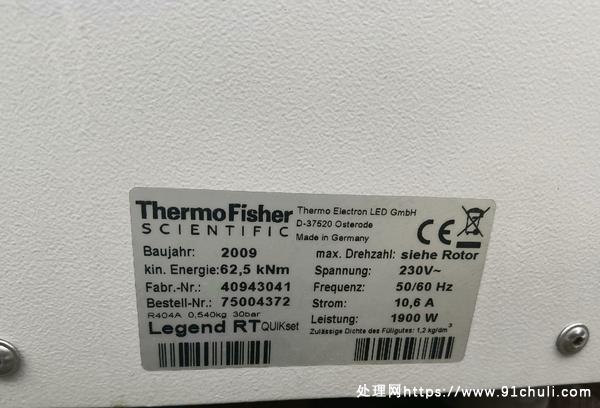 ThermoFisher
SCIENTIFIC
Thermo Electron LED GmbH
D-37520 Osterode
Made in Germany
CE
Baujahr: 2009
max. Drehzahl: siehe Rotor
kin. Energie: 62,5 kNm
Spannung: 230V~
Fabr.-Nr.: 40943041
Frequenz: 50/60 Hz
Bestell-Nr.: 75004372
Strom: 10,6 A
R404A 0,540kg 30bar
Leistung: 1900 W
Legend RT QUIKset
Zulässige Dichte des Füllgutes: 1,2 kg/dm³
处理网https://www.91chuli.com/